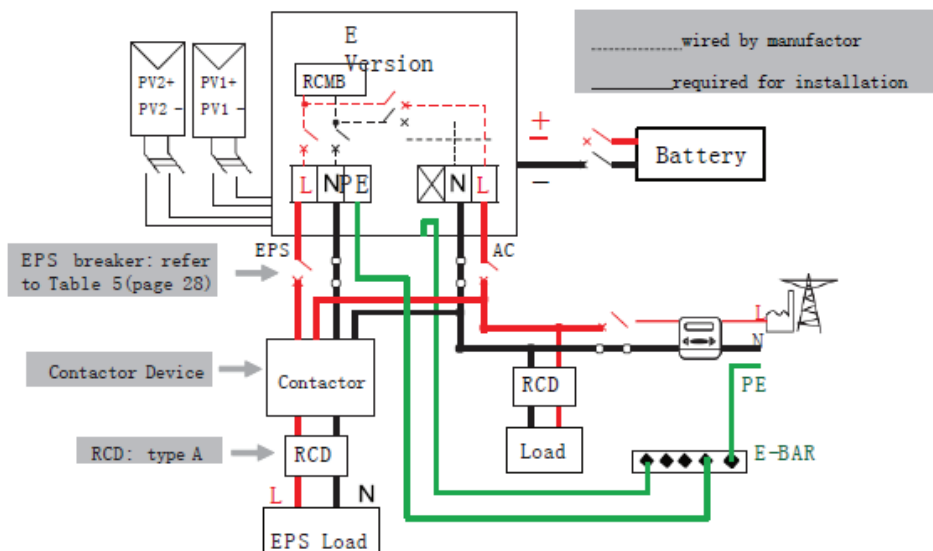 E
Version
wired by manufactor
required for installation
RCMB
PV2+
PV2 -
PV1+
PV1 -
+
-
Battery
L
N
PE
N
L
EPS
AC
EPS breaker: refer
to Table 5(page 28)
L
N
Contactor Device
Contactor
RCD
PE
RCD: type A
RCD
Load
E-BAR
L
N
EPS Load